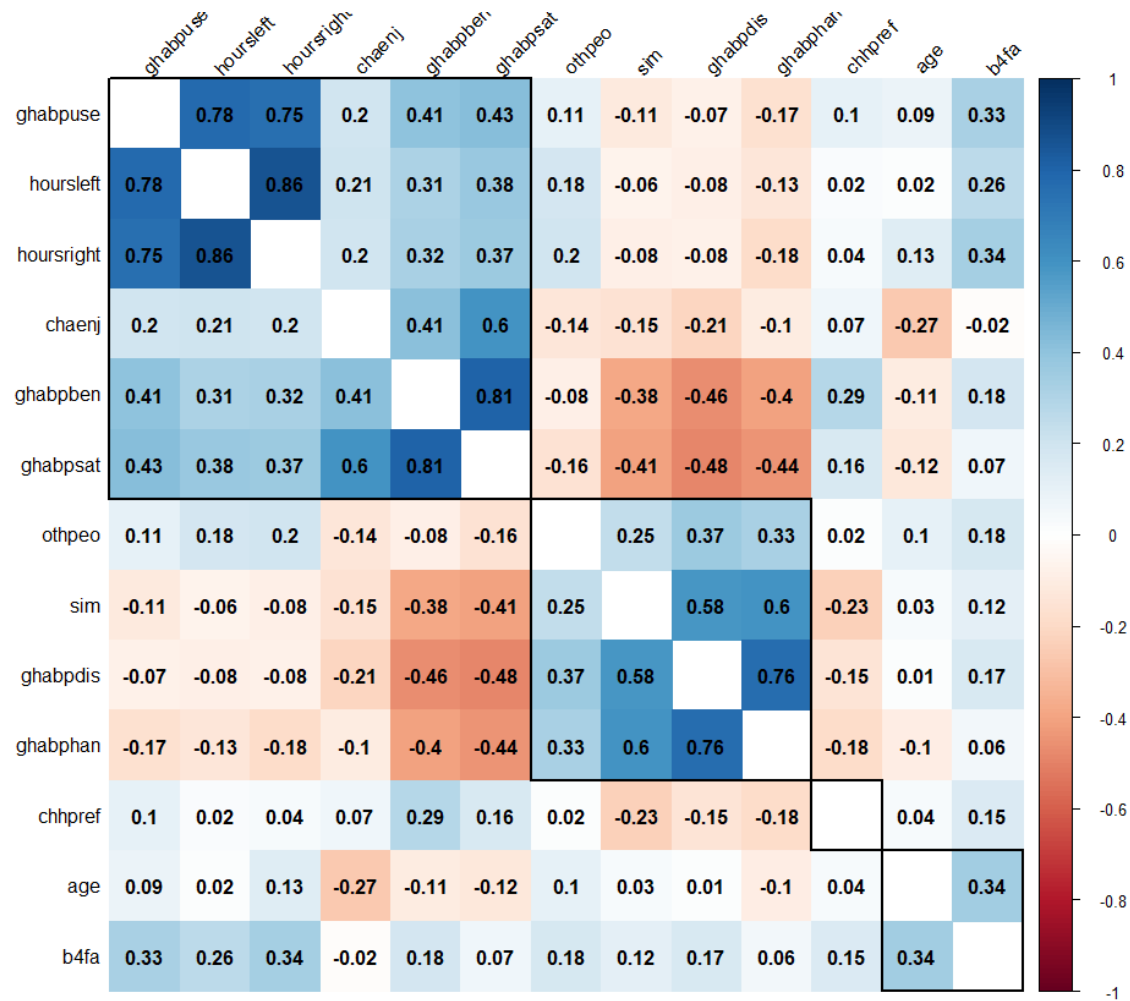 ghabpuse hoursleft hoursright chaenj ghabpben ghabpsat othpeo sim ghabpdis ghabphan chhpref age b4fa
ghabpuse 0.78 0.75 0.2 0.41 0.43 0.11 -0.11 -0.07 -0.17 0.1 0.09 0.33 1
hoursleft 0.78 0.86 0.21 0.31 0.38 0.18 -0.06 -0.08 -0.13 0.02 0.02 0.26 0.8
hoursright 0.75 0.86 0.2 0.32 0.37 0.2 -0.08 -0.08 -0.18 0.04 0.13 0.34 0.6
chaenj 0.2 0.21 0.2 0.41 0.6 -0.14 -0.15 -0.21 -0.1 0.07 -0.27 -0.02 0.4
ghabpben 0.41 0.31 0.32 0.41 0.81 -0.08 -0.38 -0.46 -0.4 0.29 -0.11 0.18
ghabpsat 0.43 0.38 0.37 0.6 0.81 -0.16 -0.41 -0.48 -0.44 0.16 -0.12 0.07 0.2
othpeo 0.11 0.18 0.2 -0.14 -0.08 -0.16 0.25 0.37 0.33 0.02 0.1 0.18 0
sim -0.11 -0.06 -0.08 -0.15 -0.38 -0.41 0.25 0.58 0.6 -0.23 0.03 0.12 -0.2
ghabpdis -0.07 -0.08 -0.08 -0.21 -0.46 -0.48 0.37 0.58 0.76 -0.15 0.01 0.17 -0.4
ghabphan -0.17 -0.13 -0.18 -0.1 -0.4 -0.44 0.33 0.6 0.76 -0.18 -0.1 0.06
chhpref 0.1 0.02 0.04 0.07 0.29 0.16 0.02 -0.23 -0.15 -0.18 0.04 0.15 -0.6
age 0.09 0.02 0.13 -0.27 -0.11 -0.12 0.1 0.03 0.01 -0.1 0.04 0.34 -0.8
b4fa 0.33 0.26 0.34 -0.02 0.18 0.07 0.18 0.12 0.17 0.06 0.15 0.34 -1